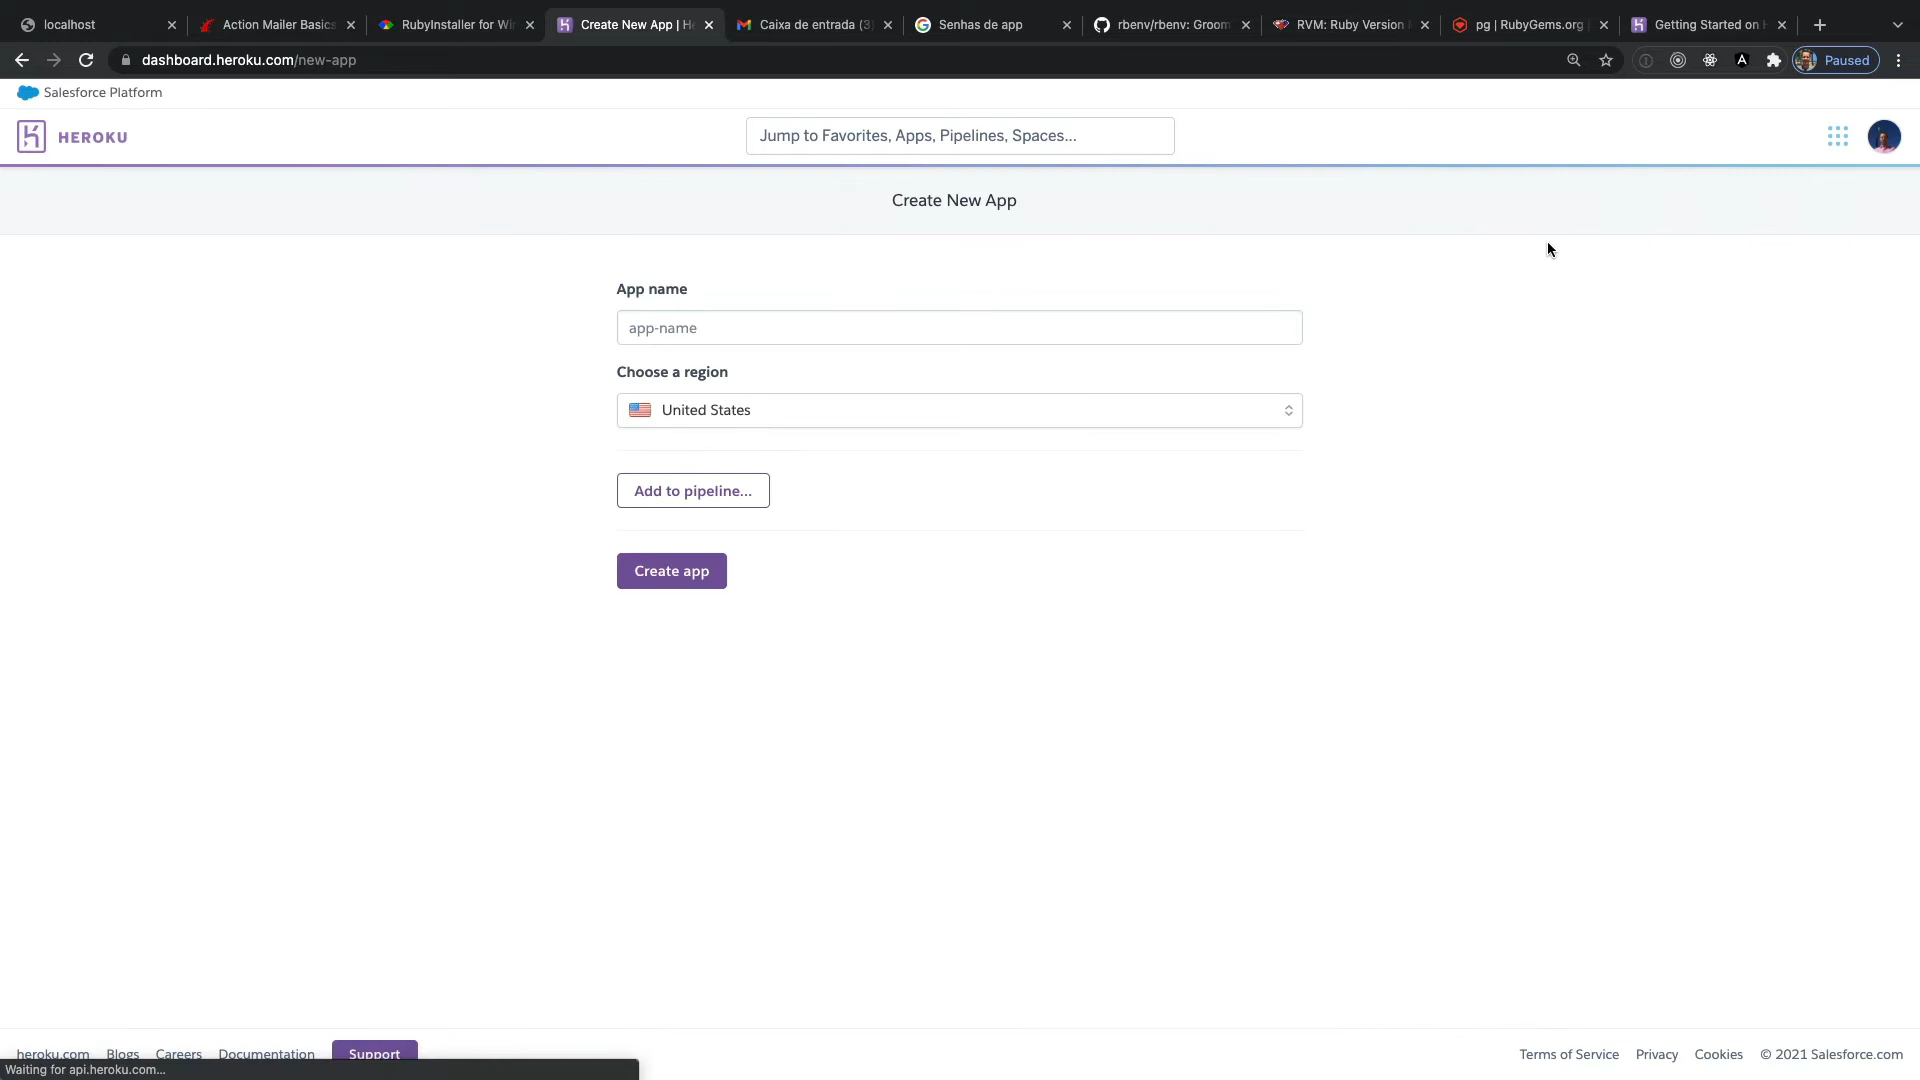 localhost
Action Mailer Basics
RubyInstaller for Wi
Create New App | He
Caixa de entrada (3)
Senhas de app
rbenv/rbenv: Groom
RVM: Ruby Version
pg | RubyGems.org
Getting Started on H
dashboard.heroku.com/new-app
Paused
Salesforce Platform
HEROKU
Jump to Favorites, Apps, Pipelines, Spaces...
Create New App
App name
app-name
Choose a region
United States
Add to pipeline...
Create app
heroku.com Blogs Careers Documentation Support
Terms of Service Privacy Cookies © 2021 Salesforce.com
Waiting for api.heroku.com...